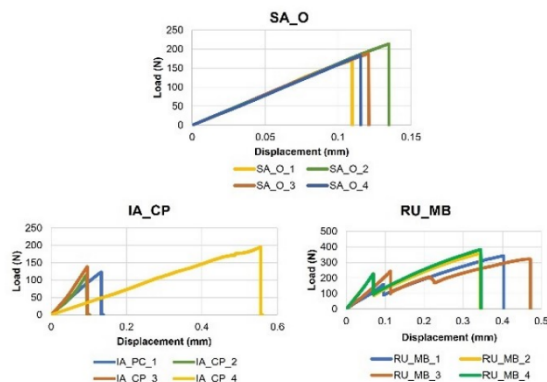 SA_O
250
200
150
100
50
0
Load (N)
0
0.05
0.1
0.15
Displacement (mm)
SA_O_1
SA_O_2
SA_O_3
SA_O_4
IA_CP
250
200
150
100
50
0
Load (N)
0
0.2
0.4
0.6
Displacement (mm)
IA_PC_1
IA_CP_2
IA_CP_3
IA_CP_4
RU_MB
500
400
300
200
100
0
Load (N)
0
0.1
0.2
0.3
0.4
0.5
Displacement (mm)
RU_MB_1
RU_MB_2
RU_MB_3
RU_MB_4